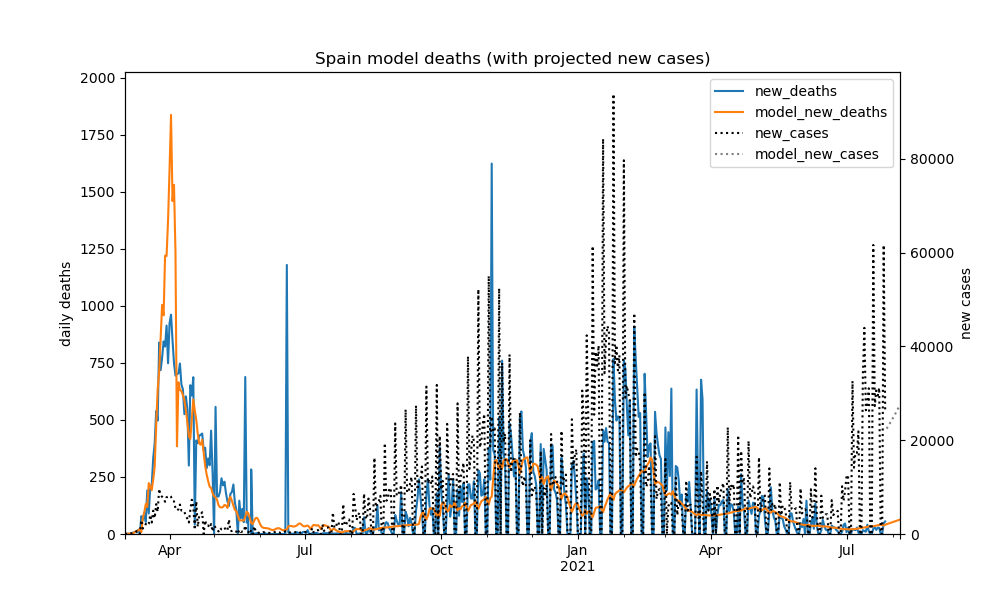 Spain model deaths (with projected new cases)
2000
1750
1500
1250
1000
750
500
250
0
daily deaths
new_deaths
model_new_deaths
new_cases
model_new_cases
80000
60000
40000
20000
0
new cases
Apr Jul Oct Jan Apr Jul
2021